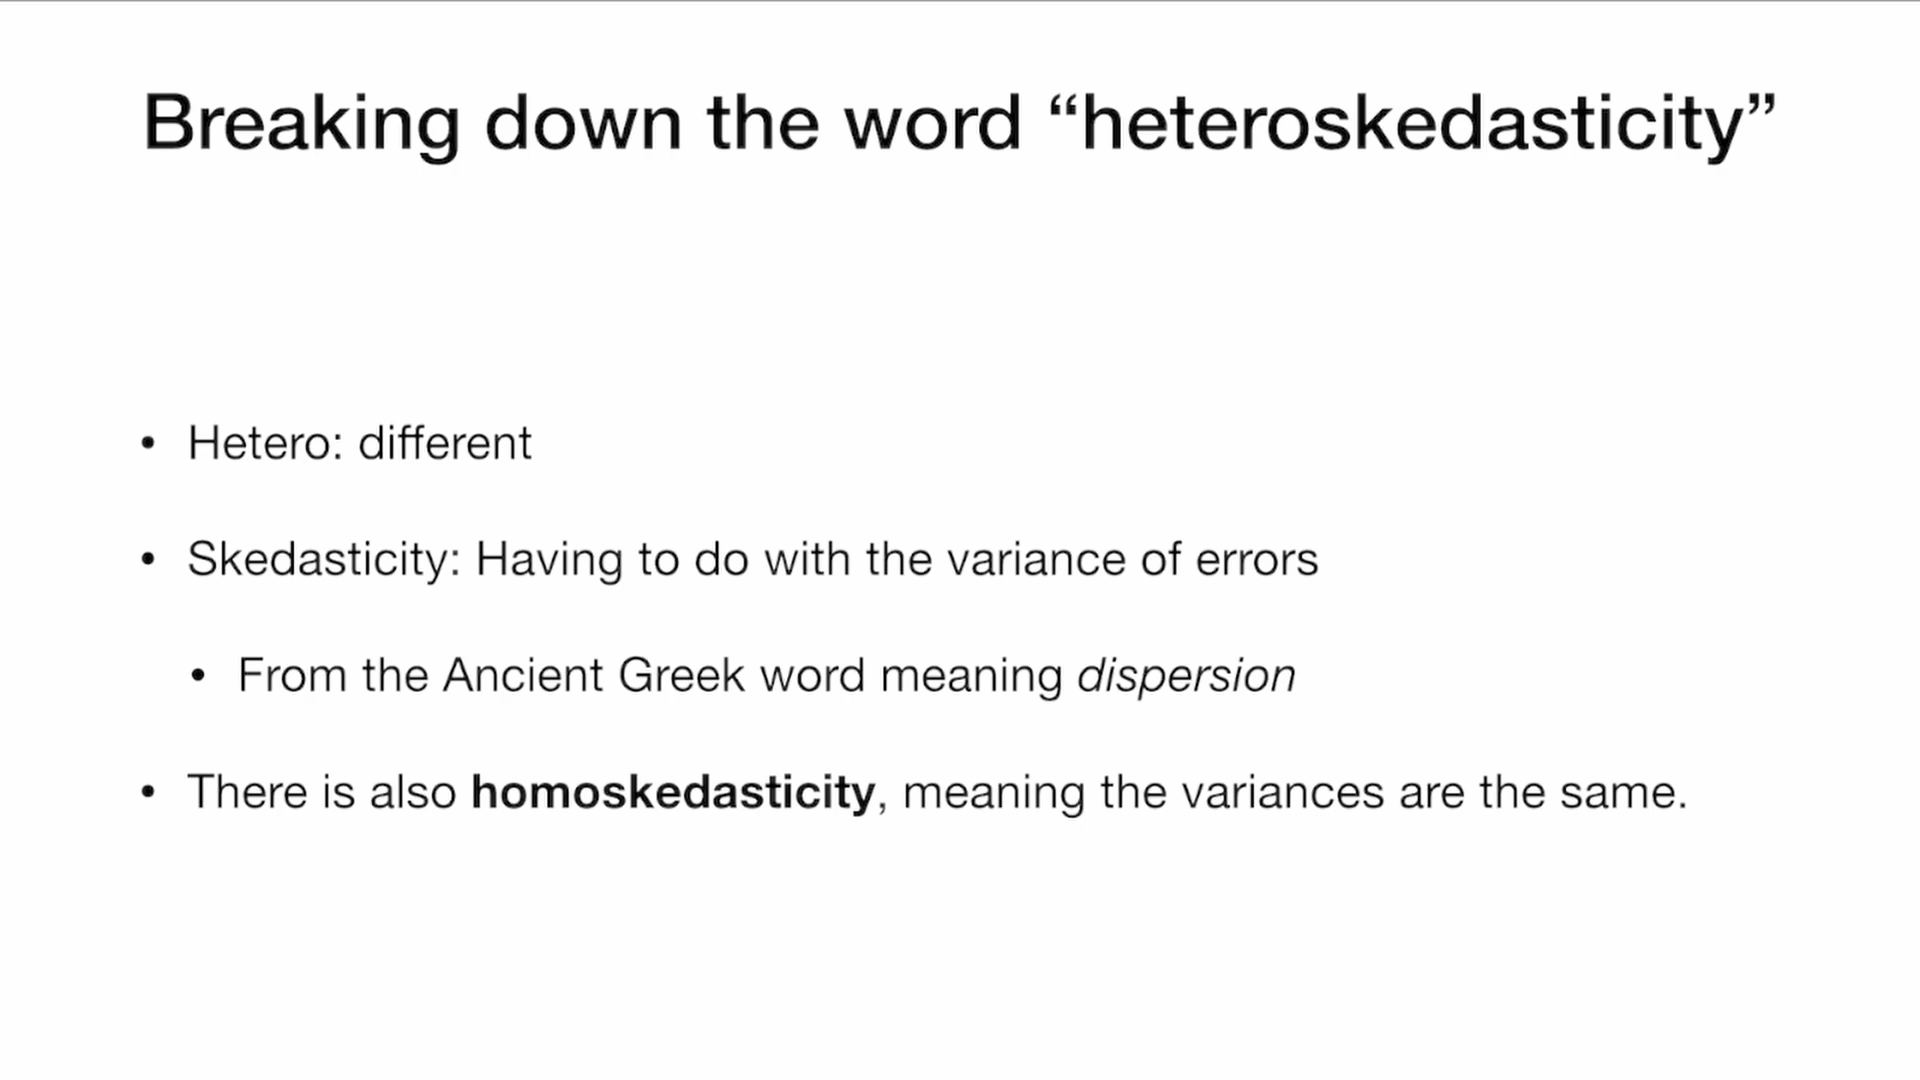 Breaking down the word “heteroskedasticity”
• Hetero: different
• Skedasticity: Having to do with the variance of errors
• From the Ancient Greek word meaning dispersion
• There is also homoskedasticity, meaning the variances are the same.